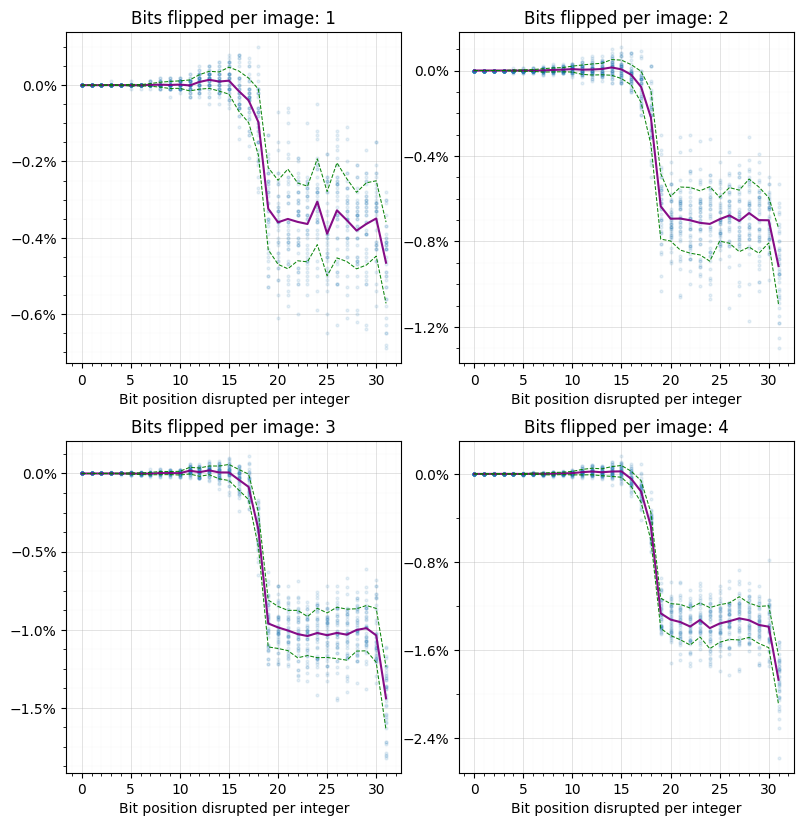 Bits flipped per image: 1
0.0%
−0.2%
−0.4%
−0.6%
0 5 10 15 20 25 30
Bit position disrupted per integer
Bits flipped per image: 2
0.0%
−0.4%
−0.8%
−1.2%
0 5 10 15 20 25 30
Bit position disrupted per integer
Bits flipped per image: 3
0.0%
−0.5%
−1.0%
−1.5%
0 5 10 15 20 25 30
Bit position disrupted per integer
Bits flipped per image: 4
0.0%
−0.8%
−1.6%
−2.4%
0 5 10 15 20 25 30
Bit position disrupted per integer